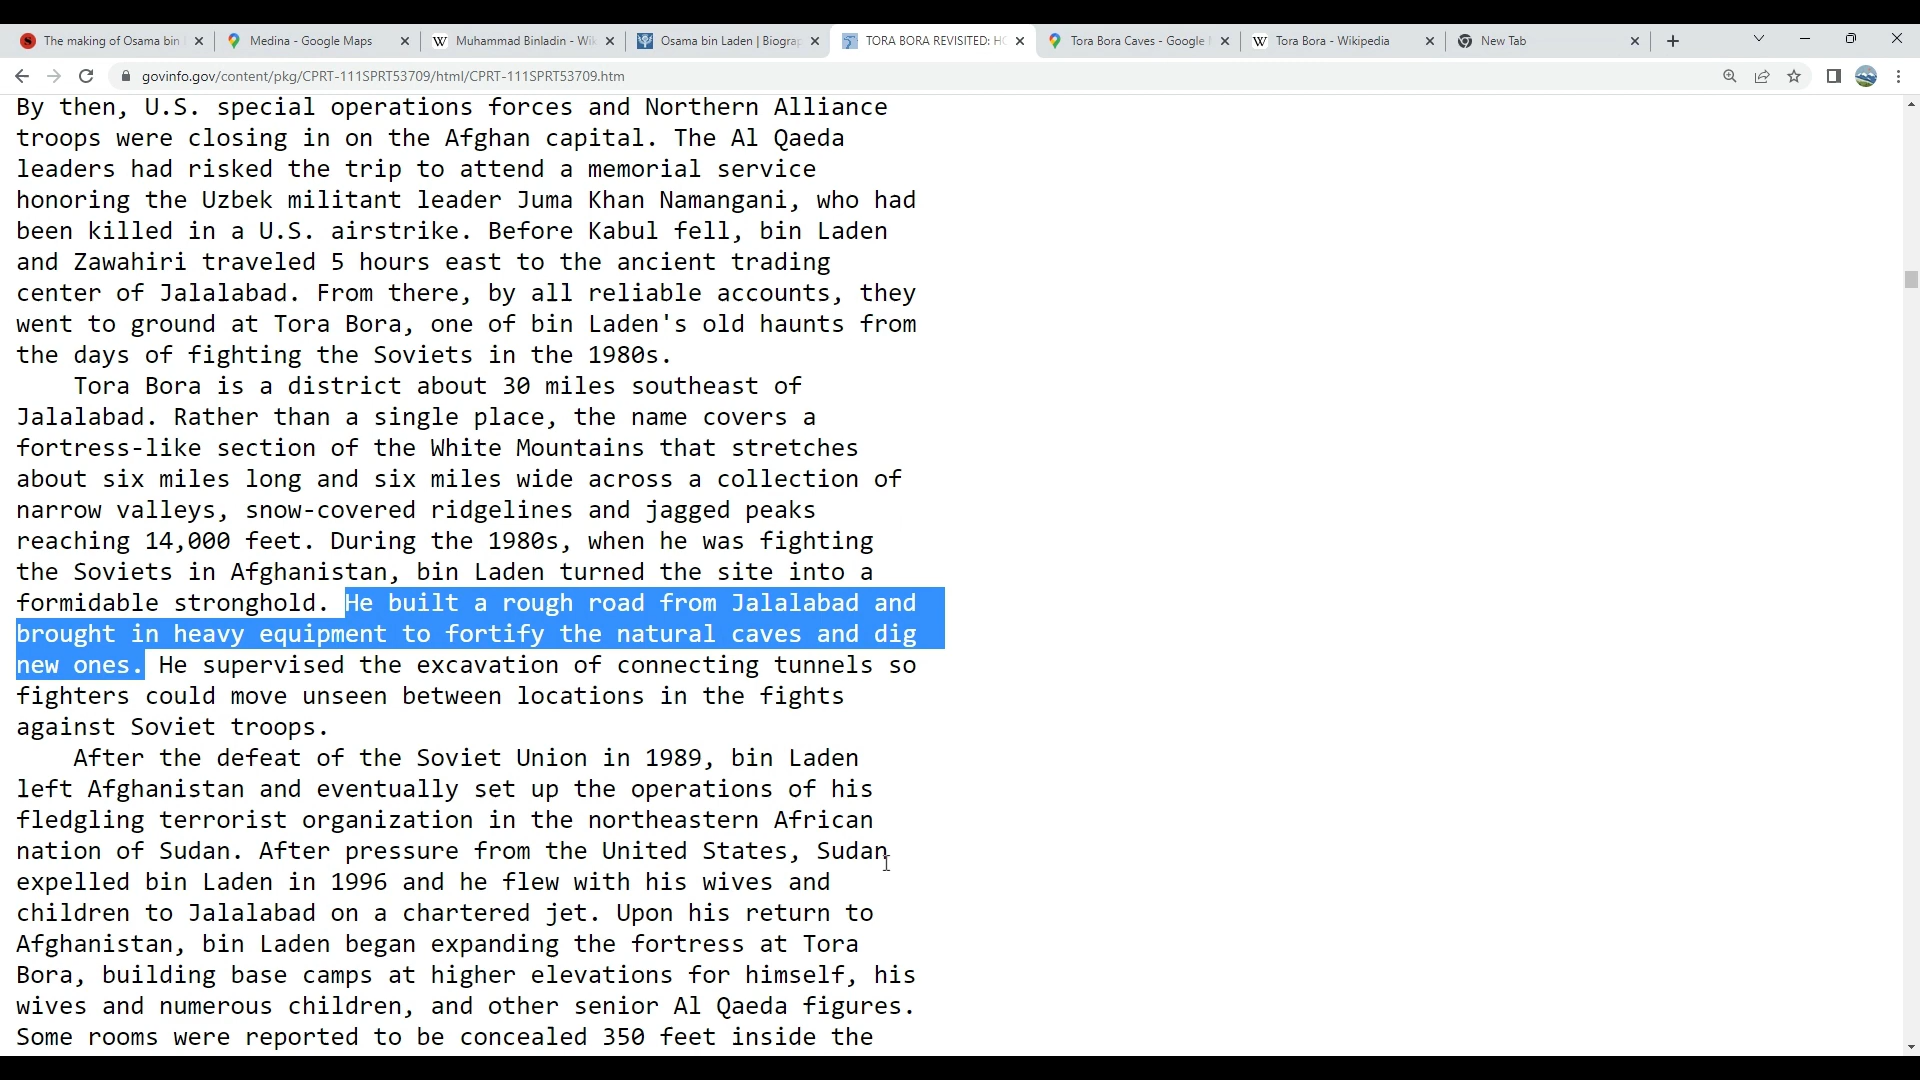 The making of Osama bin
Medina - Google Maps
Muhammad Binladin - Wik
Osama bin Laden | Biograp
TORA BORA REVISITED: HO
Tora Bora Caves - Google
Tora Bora - Wikipedia
New Tab
govinfo.gov/content/pkg/CPRT-111SPRT53709/html/CPRT-111SPRT53709.htm
By then, U.S. special operations forces and Northern Alliance
troops were closing in on the Afghan capital. The Al Qaeda
leaders had risked the trip to attend a memorial service
honoring the Uzbek militant leader Juma Khan Namangani, who had
been killed in a U.S. airstrike. Before Kabul fell, bin Laden
and Zawahiri traveled 5 hours east to the ancient trading
center of Jalalabad. From there, by all reliable accounts, they
went to ground at Tora Bora, one of bin Laden's old haunts from
the days of fighting the Soviets in the 1980s.
Tora Bora is a district about 30 miles southeast of
Jalalabad. Rather than a single place, the name covers a
fortress-like section of the White Mountains that stretches
about six miles long and six miles wide across a collection of
narrow valleys, snow-covered ridgelines and jagged peaks
reaching 14,000 feet. During the 1980s, when he was fighting
the Soviets in Afghanistan, bin Laden turned the site into a
formidable stronghold. He built a rough road from Jalalabad and
brought in heavy equipment to fortify the natural caves and dig
new ones. He supervised the excavation of connecting tunnels so
fighters could move unseen between locations in the fights
against Soviet troops.
After the defeat of the Soviet Union in 1989, bin Laden
left Afghanistan and eventually set up the operations of his
fledgling terrorist organization in the northeastern African
nation of Sudan. After pressure from the United States, Sudan
expelled bin Laden in 1996 and he flew with his wives and
children to Jalalabad on a chartered jet. Upon his return to
Afghanistan, bin Laden began expanding the fortress at Tora
Bora, building base camps at higher elevations for himself, his
wives and numerous children, and other senior Al Qaeda figures.
Some rooms were reported to be concealed 350 feet inside the